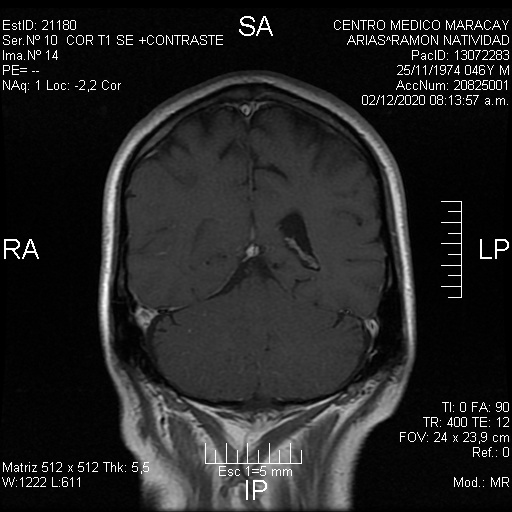 EstID: 21180
Ser.Nº 10 COR T1 SE +CONTRASTE
Ima.Nº 14
PE= --
NAq: 1 Loc: -2,2 Cor
SA
CENTRO MEDICO MARACAY
ARIAS^RAMON NATIVIDAD
PacID: 13072283
25/11/1974 046Y M
AccNum: 20825001
02/12/2020 08:13:57 a.m.
RA
LP
TI: 0 FA: 90
TR: 400 TE: 12
FOV: 24 x 23,9 cm
Ref.: 0
Matriz 512 x 512 Thk: 5,5
W:1222 L:611
Esc 1=5 mm
IP
Mod.: MR